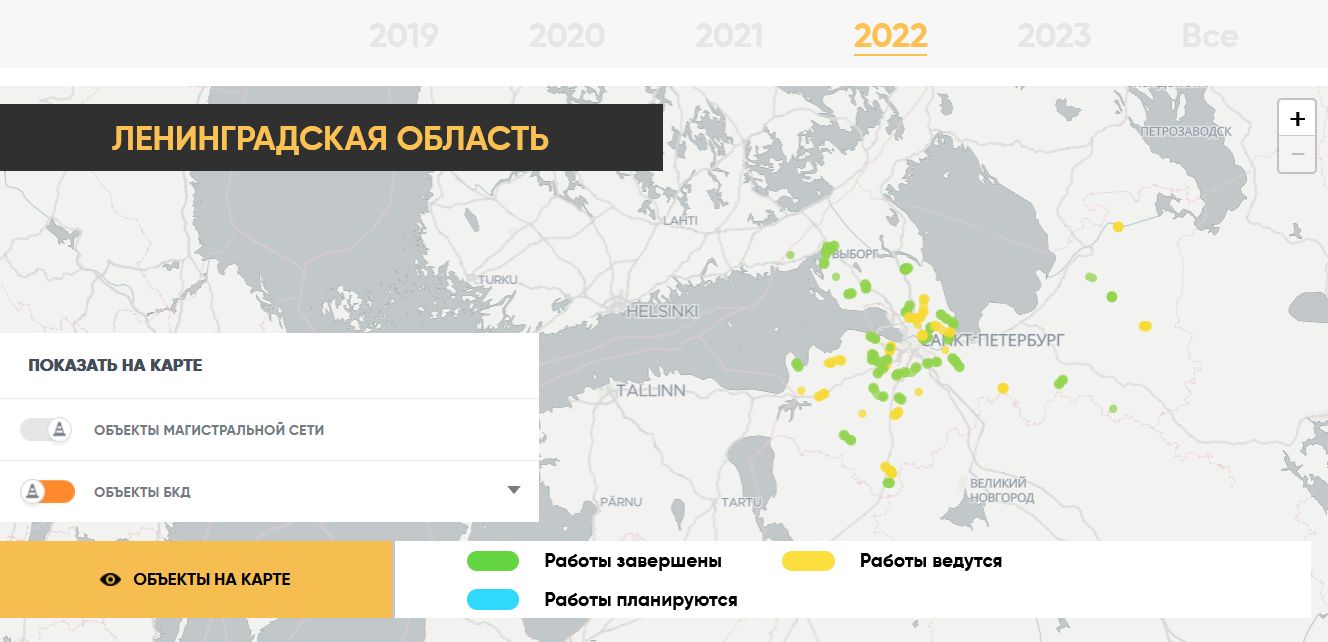 2019 2020 2021 2022 2023 Все
ЛЕНИНГРАДСКАЯ ОБЛАСТЬ
+
−
ПЕТРОЗАВОДСК
LAHTI
ВЫБОРГ
TURKU
HELSINKI
САНКТ-ПЕТЕРБУРГ
ПОКАЗАТЬ НА КАРТЕ
TALLINN
ОБЪЕКТЫ МАГИСТРАЛЬНОЙ СЕТИ
ОБЪЕКТЫ БКД
PÄRNU
TARTU
ВЕЛИКИЙ
НОВГОРОД
ОБЪЕКТЫ НА КАРТЕ
Работы завершены
Работы ведутся
Работы планируются